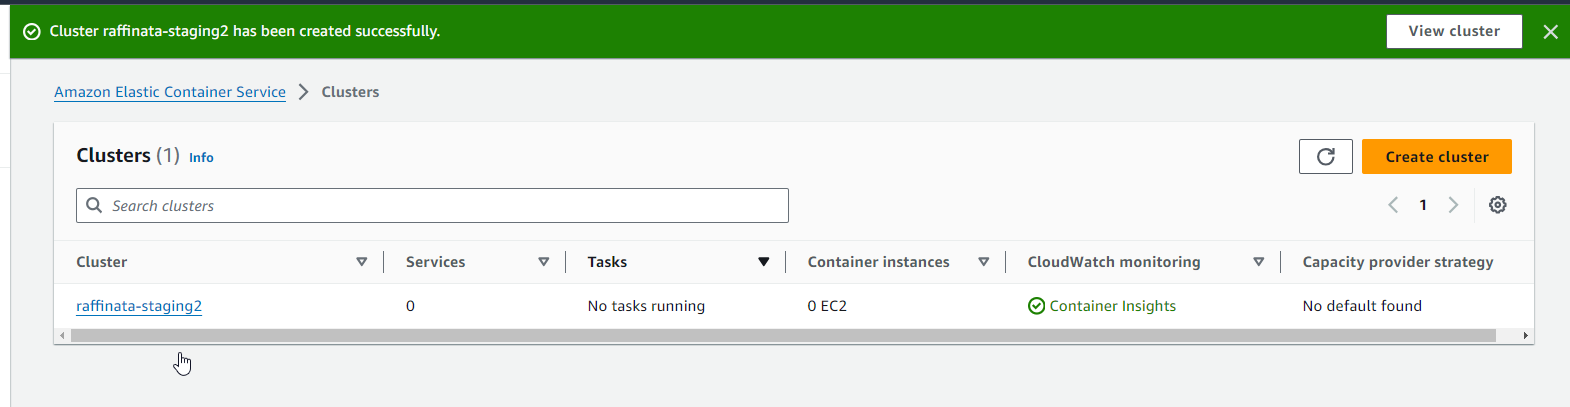 Cluster raffinata-staging2 has been created successfully. View cluster
Amazon Elastic Container Service Clusters
Clusters (1) Info
Create cluster
Search clusters
1
Cluster Services Tasks Container instances CloudWatch monitoring Capacity provider strategy
raffinata-staging2 0 No tasks running 0 EC2 Container Insights No default found